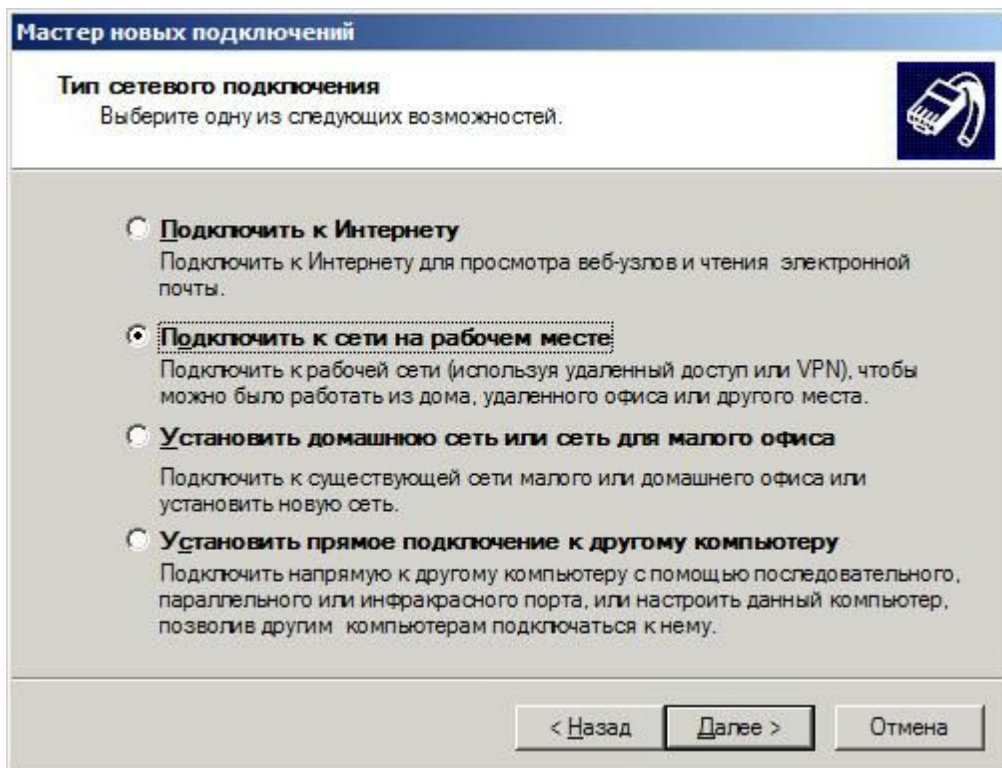 Мастер новых подключений
Тип сетевого подключения
Выберите одну из следующих возможностей.
Подключить к Интернету
Подключить к Интернету для просмотра веб-узлов и чтения электронной
почты.
Подключить к сети на рабочем месте
Подключить к рабочей сети (используя удаленный доступ или VPN), чтобы
можно было работать из дома, удаленного офиса или другого места.
Установить домашнюю сеть или сеть для малого офиса
Подключить к существующей сети малого или домашнего офиса или
установить новую сеть.
Установить прямое подключение к другому компьютеру
Подключить напрямую к другому компьютеру с помощью последовательного,
параллельного или инфракрасного порта, или настроить данный компьютер,
позволив другим компьютерам подключаться к нему.
< Назад Далее > Отмена